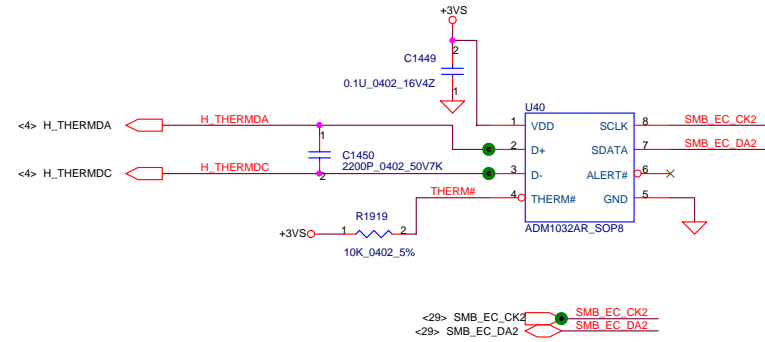 +3VS
2
C1449
0.1U_0402_16V4Z
1
U40
<4> H_THERMDA
H_THERMDA
1
VDD
SCLK
8
SMB_EC_CK2
1
2
D+
SDATA
7
SMB_EC_DA2
C1450
2200P_0402_50V7K
2
<4> H_THERMDC
H_THERMDC
3
D-
ALERT#
6
THERM#
4
THERM#
GND
5
ADM1032AR_SOP8
R1919
+3VS
1
2
10K_0402_5%
<29> SMB_EC_CK2
SMB_EC_CK2
<29> SMB_EC_DA2
SMB_EC_DA2